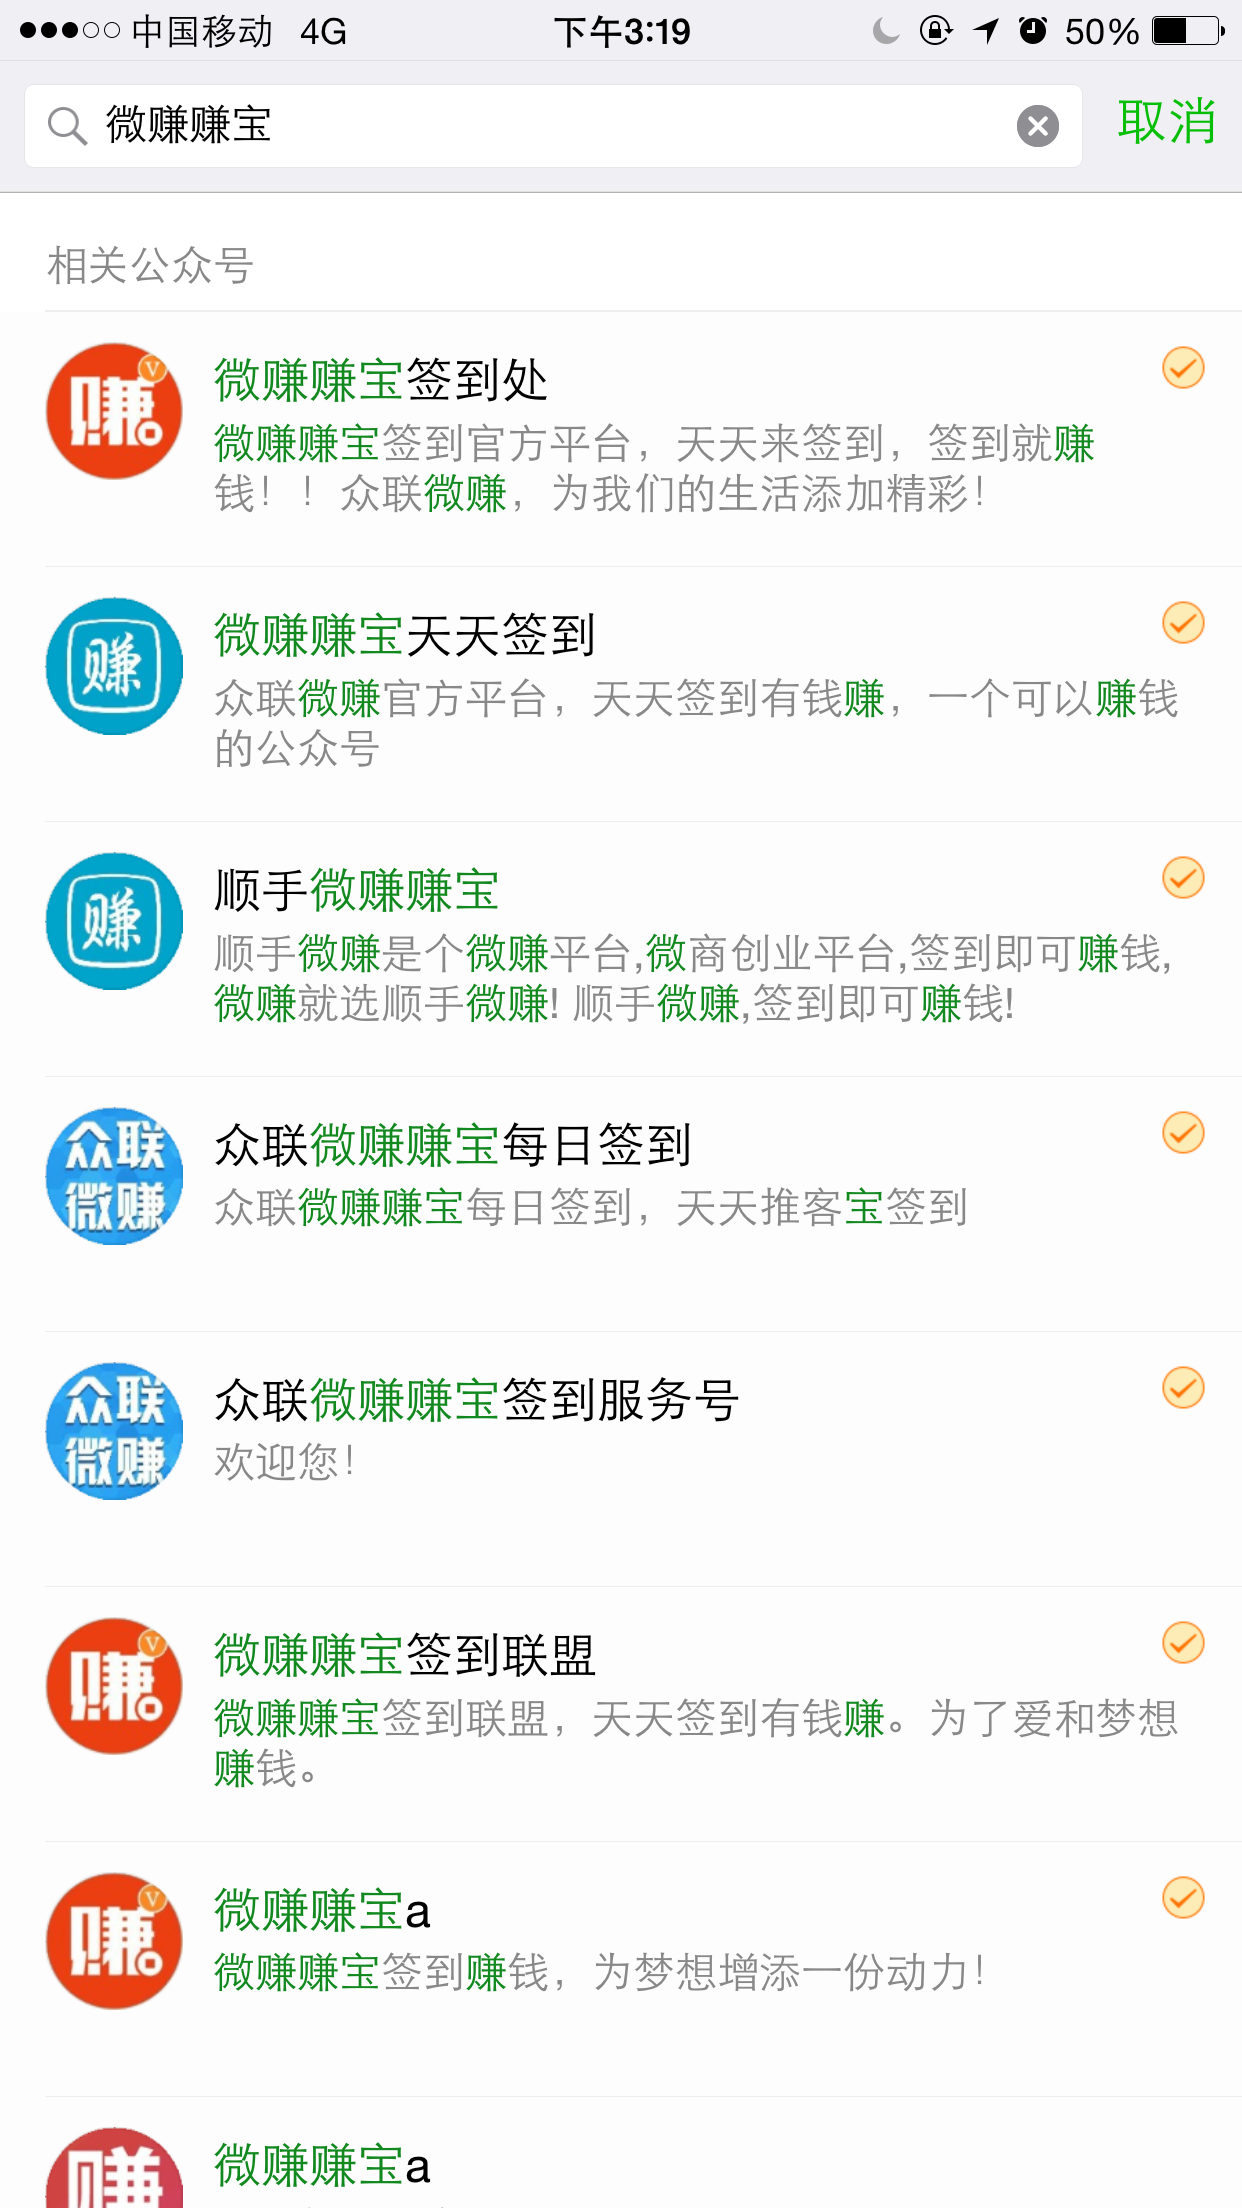 中国移动 4G 下午3:19 50%
微赚赚宝 取消
相关公众号
微赚赚宝签到处
微赚赚宝签到官方平台，天天来签到，签到就赚
钱！！众联微赚，为我们的生活添加精彩！
微赚赚宝天天签到
众联微赚官方平台，天天签到有钱赚，一个可以赚钱
的公众号
顺手微赚赚宝
顺手微赚是个微赚平台,微商创业平台,签到即可赚钱,
微赚就选顺手微赚! 顺手微赚,签到即可赚钱!
众联微赚赚宝每日签到
众联微赚赚宝每日签到，天天推客宝签到
众联微赚赚宝签到服务号
欢迎您！
微赚赚宝签到联盟
微赚赚宝签到联盟，天天签到有钱赚。为了爱和梦想
赚钱。
微赚赚宝a
微赚赚宝签到赚钱，为梦想增添一份动力！
微赚赚宝a
赚
V
赚
赚
众联
微赚
众联
微赚
赚
V
赚
V
赚